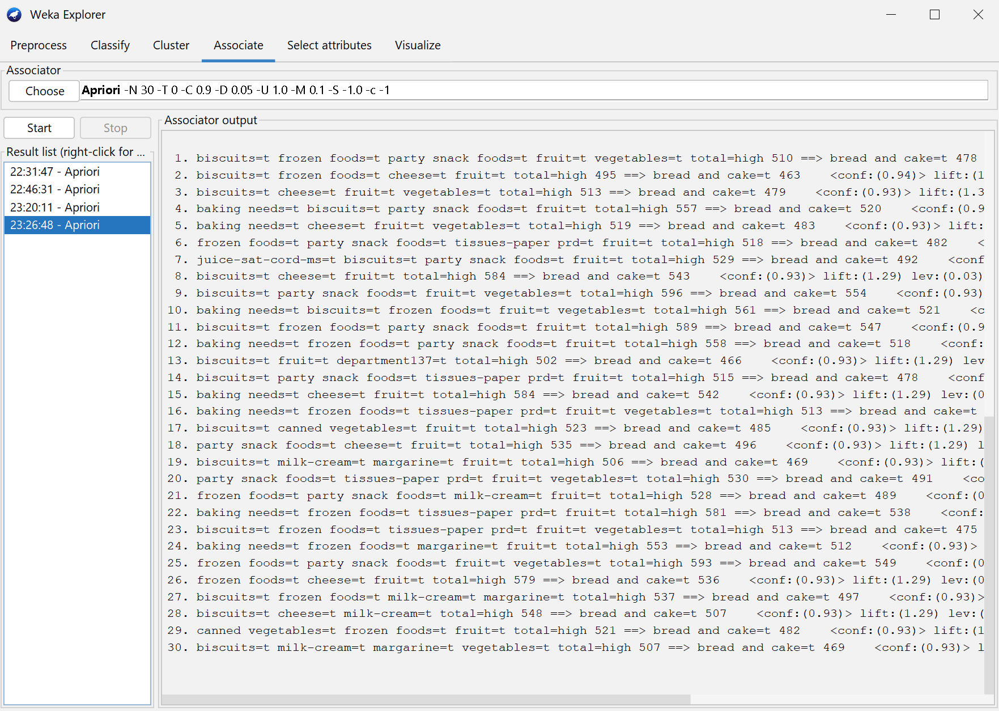 Weka Explorer
Preprocess Classify Cluster Associate Select attributes Visualize
Associator
Choose Apriori -N 30 -T 0 -C 0.9 -D 0.05 -U 1.0 -M 0.1 -S -1.0 -c -1
Start Stop
Result list (right-click for ...
22:31:47 - Apriori
22:46:31 - Apriori
23:20:11 - Apriori
23:26:48 - Apriori
Associator output
1. biscuits=t frozen foods=t party snack foods=t fruit=t vegetables=t total=high 510 ==> bread and cake=t 478
2. biscuits=t frozen foods=t cheese=t fruit=t total=high 495 ==> bread and cake=t 463 <conf:(0.94)> lift:(1
3. biscuits=t cheese=t fruit=t vegetables=t total=high 513 ==> bread and cake=t 479 <conf:(0.93)> lift:(1.3
4. baking needs=t biscuits=t party snack foods=t fruit=t total=high 557 ==> bread and cake=t 520 <conf:(0.9
5. baking needs=t cheese=t fruit=t vegetables=t total=high 519 ==> bread and cake=t 483 <conf:(0.93)> lift:
6. frozen foods=t party snack foods=t tissues-paper prd=t fruit=t total=high 518 ==> bread and cake=t 482 <
7. juice-sat-cord-ms=t biscuits=t party snack foods=t fruit=t total=high 529 ==> bread and cake=t 492 <conf
8. biscuits=t cheese=t fruit=t total=high 584 ==> bread and cake=t 543 <conf:(0.93)> lift:(1.29) lev:(0.03)
9. biscuits=t party snack foods=t fruit=t vegetables=t total=high 596 ==> bread and cake=t 554 <conf:(0.93)
10. baking needs=t biscuits=t frozen foods=t fruit=t vegetables=t total=high 561 ==> bread and cake=t 521 <c
11. biscuits=t frozen foods=t party snack foods=t fruit=t total=high 589 ==> bread and cake=t 547 <conf:(0.9
12. baking needs=t frozen foods=t party snack foods=t fruit=t total=high 558 ==> bread and cake=t 518 <conf:
13. biscuits=t fruit=t department137=t total=high 502 ==> bread and cake=t 466 <conf:(0.93)> lift:(1.29) lev
14. biscuits=t party snack foods=t tissues-paper prd=t fruit=t total=high 515 ==> bread and cake=t 478 <conf
15. baking needs=t cheese=t fruit=t total=high 584 ==> bread and cake=t 542 <conf:(0.93)> lift:(1.29) lev:(0
16. baking needs=t frozen foods=t tissues-paper prd=t fruit=t vegetables=t total=high 513 ==> bread and cake=t
17. biscuits=t canned vegetables=t fruit=t total=high 523 ==> bread and cake=t 485 <conf:(0.93)> lift:(1.29)
18. party snack foods=t cheese=t fruit=t total=high 535 ==> bread and cake=t 496 <conf:(0.93)> lift:(1.29) l
19. biscuits=t milk-cream=t margarine=t fruit=t total=high 506 ==> bread and cake=t 469 <conf:(0.93)> lift:(
20. party snack foods=t tissues-paper prd=t fruit=t vegetables=t total=high 530 ==> bread and cake=t 491 <co
21. frozen foods=t party snack foods=t milk-cream=t fruit=t total=high 528 ==> bread and cake=t 489 <conf:(0
22. baking needs=t frozen foods=t tissues-paper prd=t fruit=t total=high 581 ==> bread and cake=t 538 <conf:
23. biscuits=t frozen foods=t tissues-paper prd=t fruit=t vegetables=t total=high 513 ==> bread and cake=t 475
24. baking needs=t frozen foods=t margarine=t fruit=t total=high 553 ==> bread and cake=t 512 <conf:(0.93)>
25. frozen foods=t party snack foods=t fruit=t vegetables=t total=high 593 ==> bread and cake=t 549 <conf:(0
26. frozen foods=t cheese=t fruit=t total=high 579 ==> bread and cake=t 536 <conf:(0.93)> lift:(1.29) lev:(0
27. biscuits=t frozen foods=t milk-cream=t margarine=t total=high 537 ==> bread and cake=t 497 <conf:(0.93)>
28. biscuits=t cheese=t milk-cream=t total=high 548 ==> bread and cake=t 507 <conf:(0.93)> lift:(1.29) lev:(
29. canned vegetables=t frozen foods=t fruit=t total=high 521 ==> bread and cake=t 482 <conf:(0.93)> lift:(1
30. biscuits=t milk-cream=t margarine=t vegetables=t total=high 507 ==> bread and cake=t 469 <conf:(0.93)> l